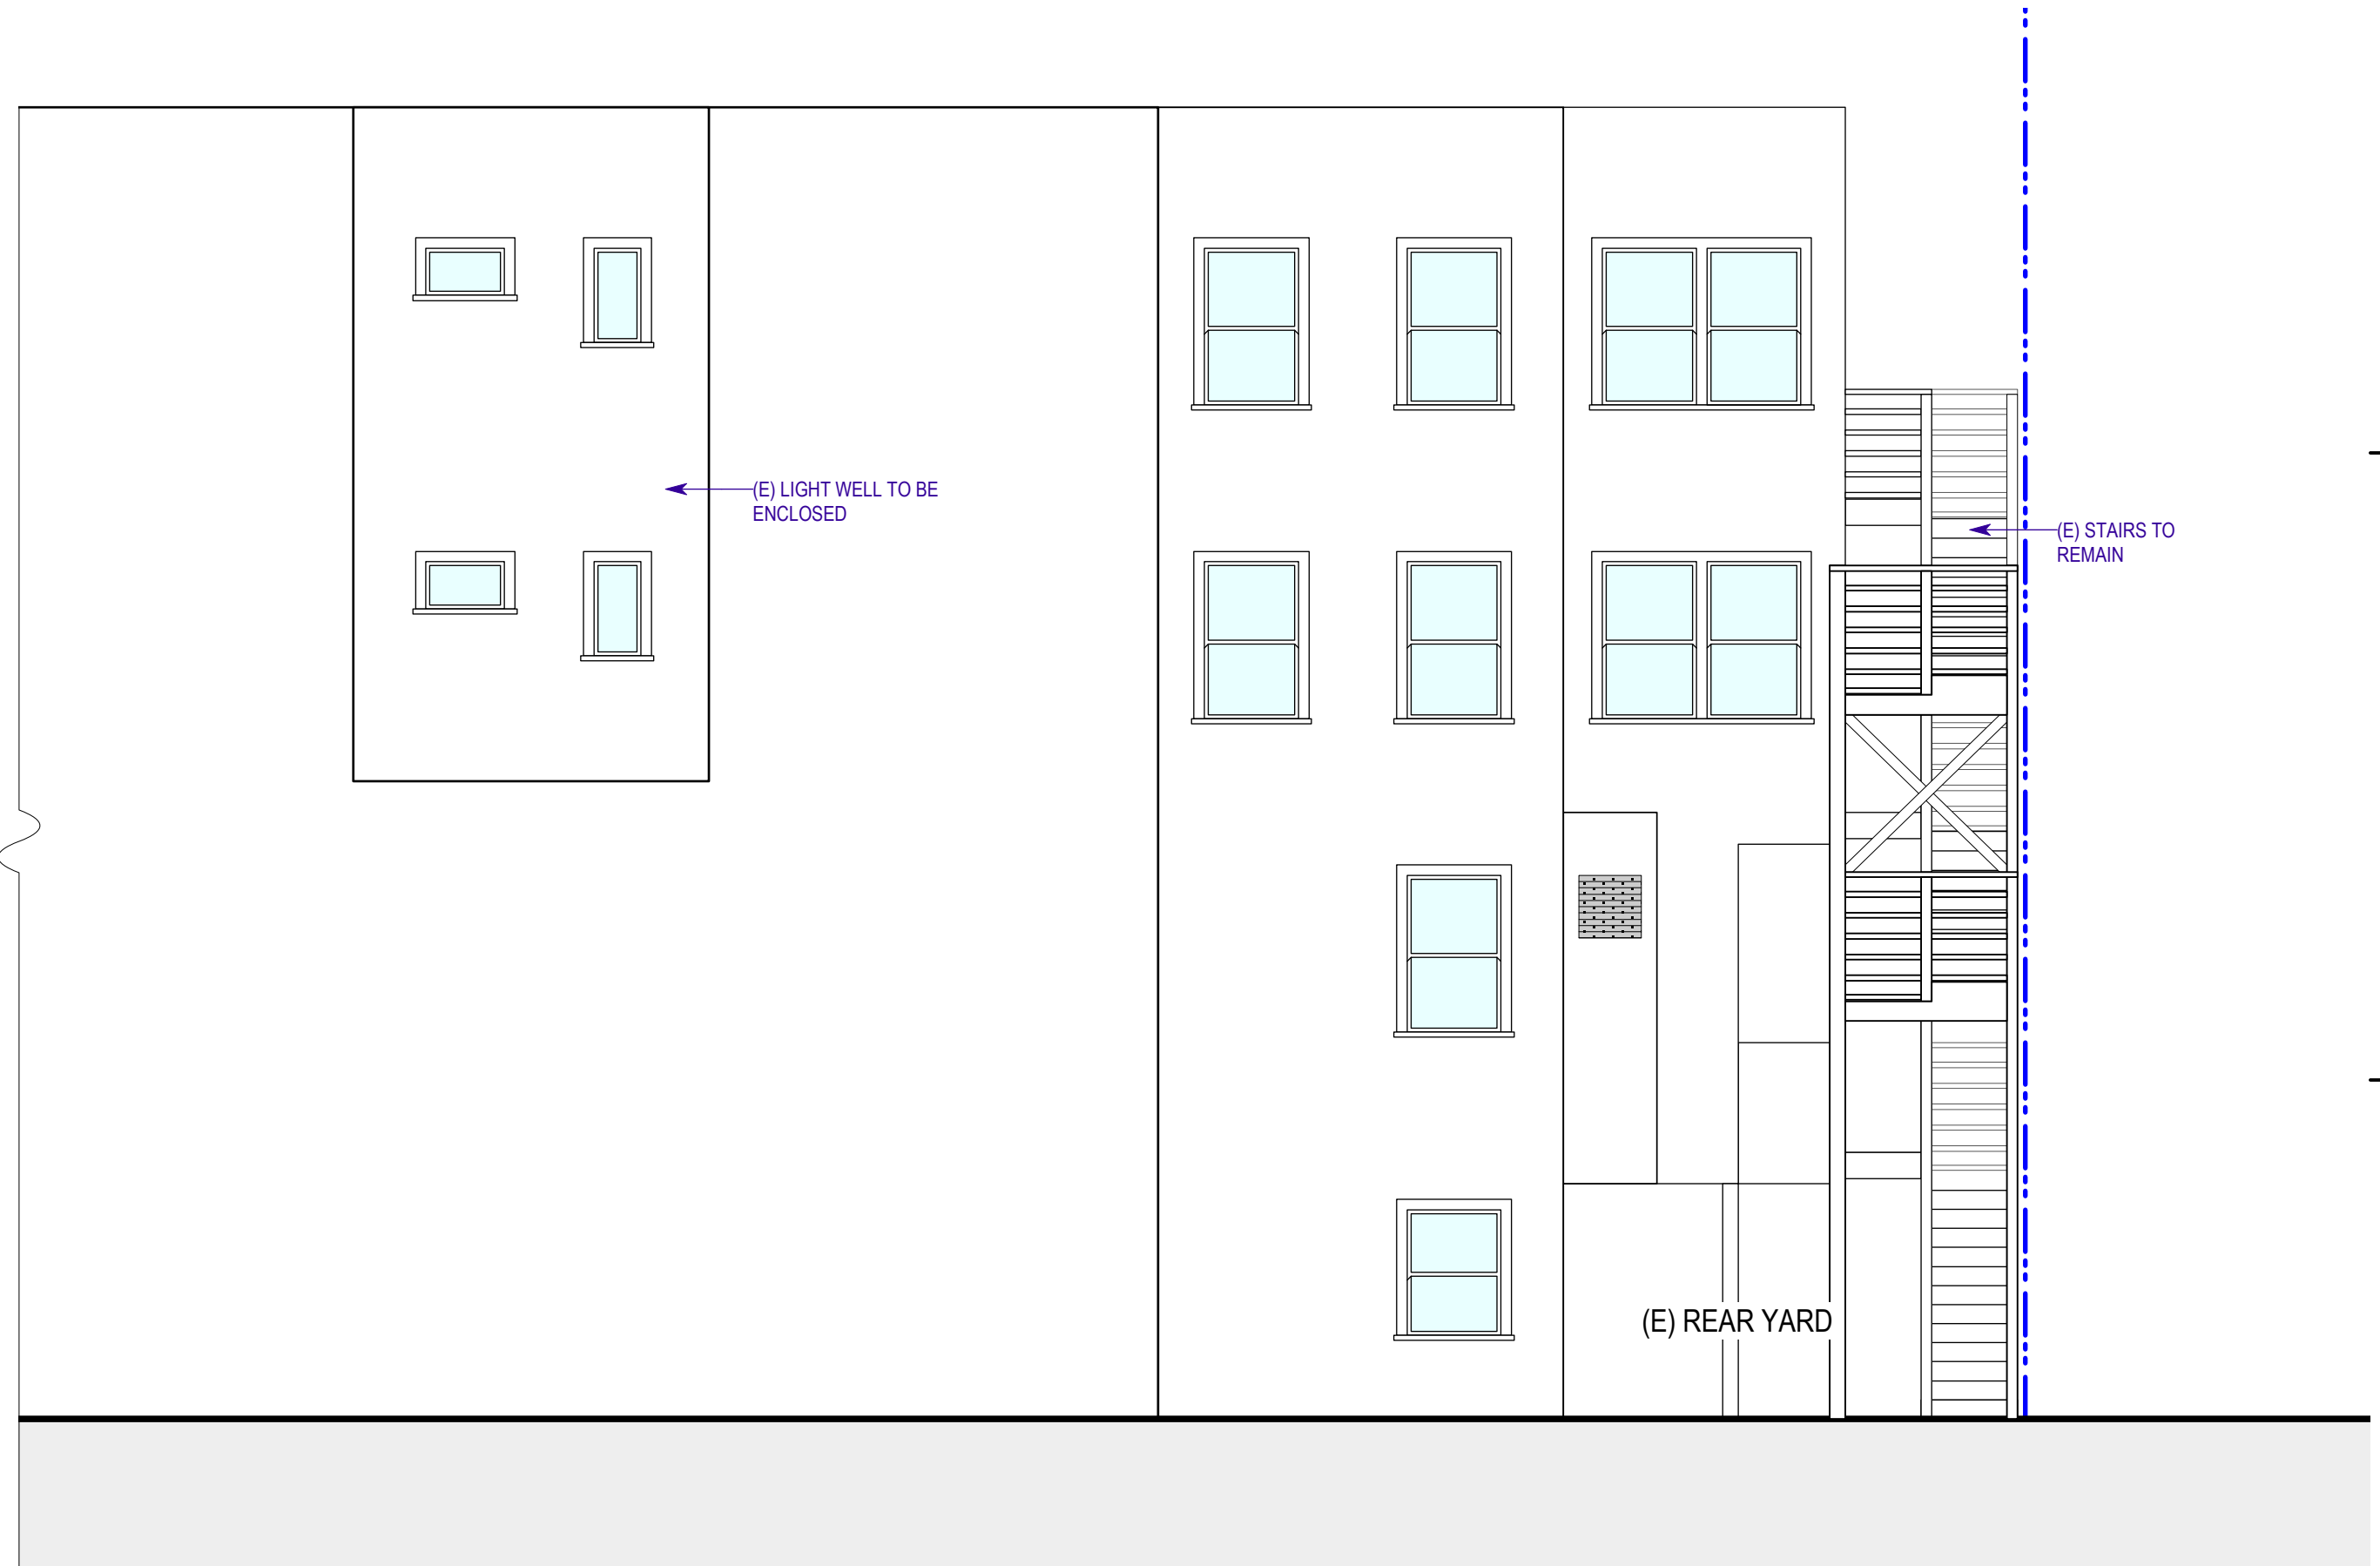 (E) LIGHT WELL TO BE
ENCLOSED
(E) STAIRS TO
REMAIN
(E) REAR YARD